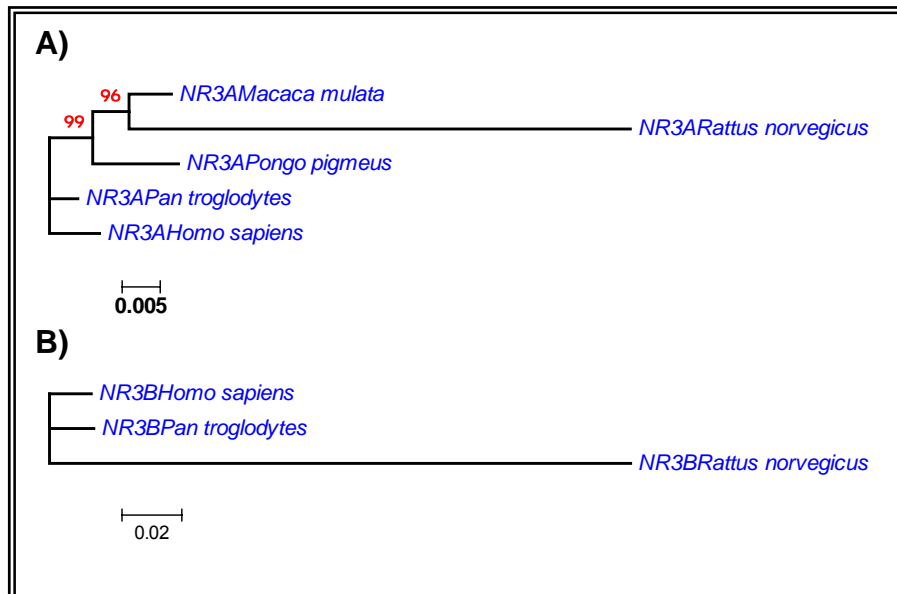 A)
96
NR3AMacaca mulata
99
NR3ARattus norvegicus
NR3APongo pigmeus
NR3APan troglodytes
NR3AHomo sapiens
0.005
B)
NR3BHomo sapiens
NR3BPan troglodytes
NR3BRattus norvegicus
0.02